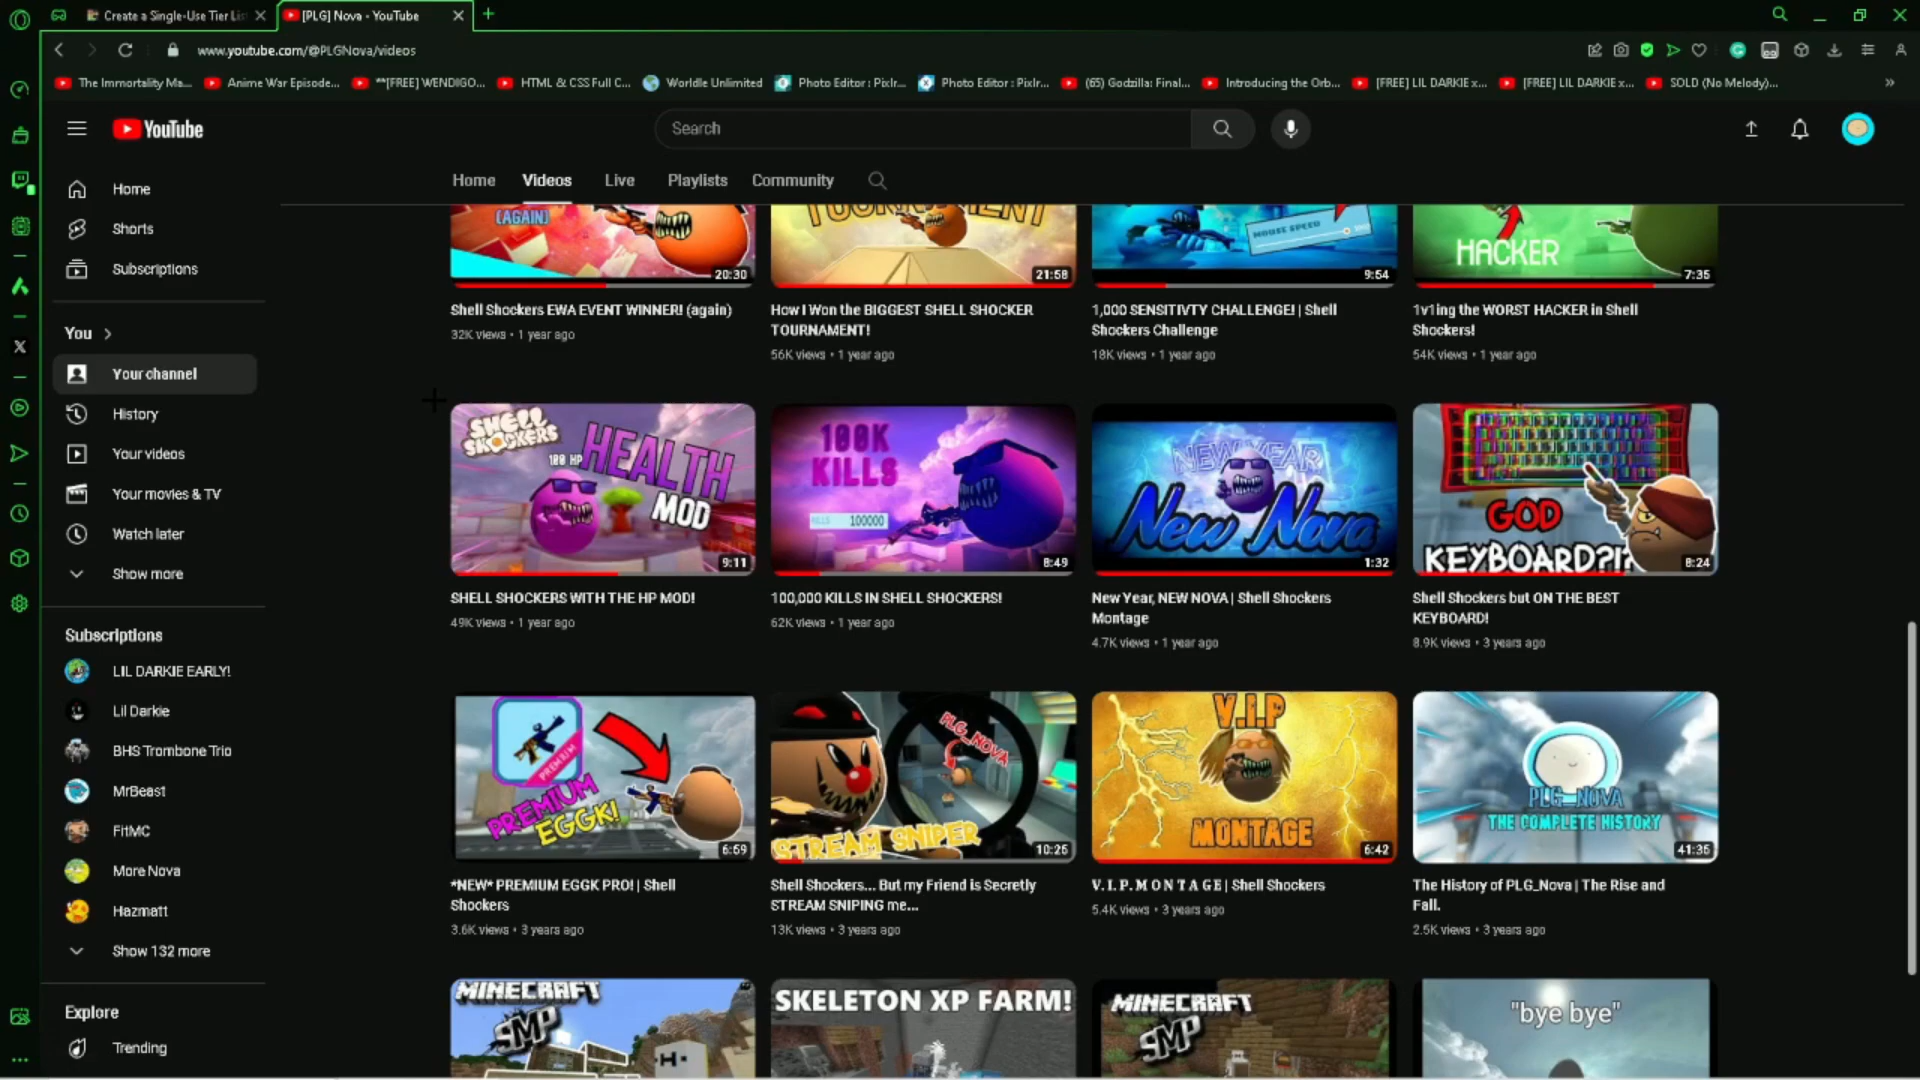 Create a Single-Use Tier Lis
[PLG] Nova - YouTube
www.youtube.com/@PLGNova/videos
The Immortality Ma...
Anime War Episode...
**[FREE] WENDIGO...
HTML & CSS Full C...
Worldle Unlimited
Photo Editor : Pixlr...
Photo Editor : Pixlr...
(65) Godzilla: Final...
Introducing the Orb...
[FREE] LIL DARKIE x...
[FREE] LIL DARKIE x...
SOLD (No Melody)...
YouTube
Search
Home
Videos
Live
Playlists
Community
Home
Shorts
Subscriptions
You
Your channel
History
Your videos
Your movies & TV
Watch later
Show more
Subscriptions
LIL DARKIE EARLY!
Lil Darkie
BHS Trombone Trio
MrBeast
FitMC
More Nova
Hazmatt
Show 132 more
Explore
Trending
(AGAIN)
20:30
TOURNAMENT
21:58
MOUSE SPEED
9:54
HACKER
7:35
Shell Shockers EWA EVENT WINNER! (again)
32K views • 1 year ago
How I Won the BIGGEST SHELL SHOCKER
TOURNAMENT!
56K views • 1 year ago
1,000 SENSITIVTY CHALLENGE! | Shell
Shockers Challenge
18K views • 1 year ago
1v1ing the WORST HACKER in Shell
Shockers!
54K views • 1 year ago
SHELL
SHOCKERS
100 HP
HEALTH
MOD
9:11
100K
KILLS
KILLS 100000
8:49
NEW YEAR
New Nova
1:32
GOD
KEYBOARD?!?
8:24
SHELL SHOCKERS WITH THE HP MOD!
49K views • 1 year ago
100,000 KILLS IN SHELL SHOCKERS!
62K views • 1 year ago
New Year, NEW NOVA | Shell Shockers
Montage
4.7K views • 1 year ago
Shell Shockers but ON THE BEST
KEYBOARD!
8.9K views • 3 years ago
PREMIUM
PREMIUM
EGGK!
6:59
PLG_NOVA
STREAM SNIPER
10:25
V.I.P
MONTAGE
6:42
PLG_NOVA
THE COMPLETE HISTORY
41:35
*NEW* PREMIUM EGGK PRO! | Shell
Shockers
3.6K views • 3 years ago
Shell Shockers... But my Friend is Secretly
STREAM SNIPING me...
13K views • 3 years ago
V. I. P. M O N T A G E | Shell Shockers
5.4K views • 3 years ago
The History of PLG_Nova | The Rise and
Fall.
2.5K views • 3 years ago
MINECRAFT
SMP
SKELETON XP FARM!
MINECRAFT
SMP
"bye bye"